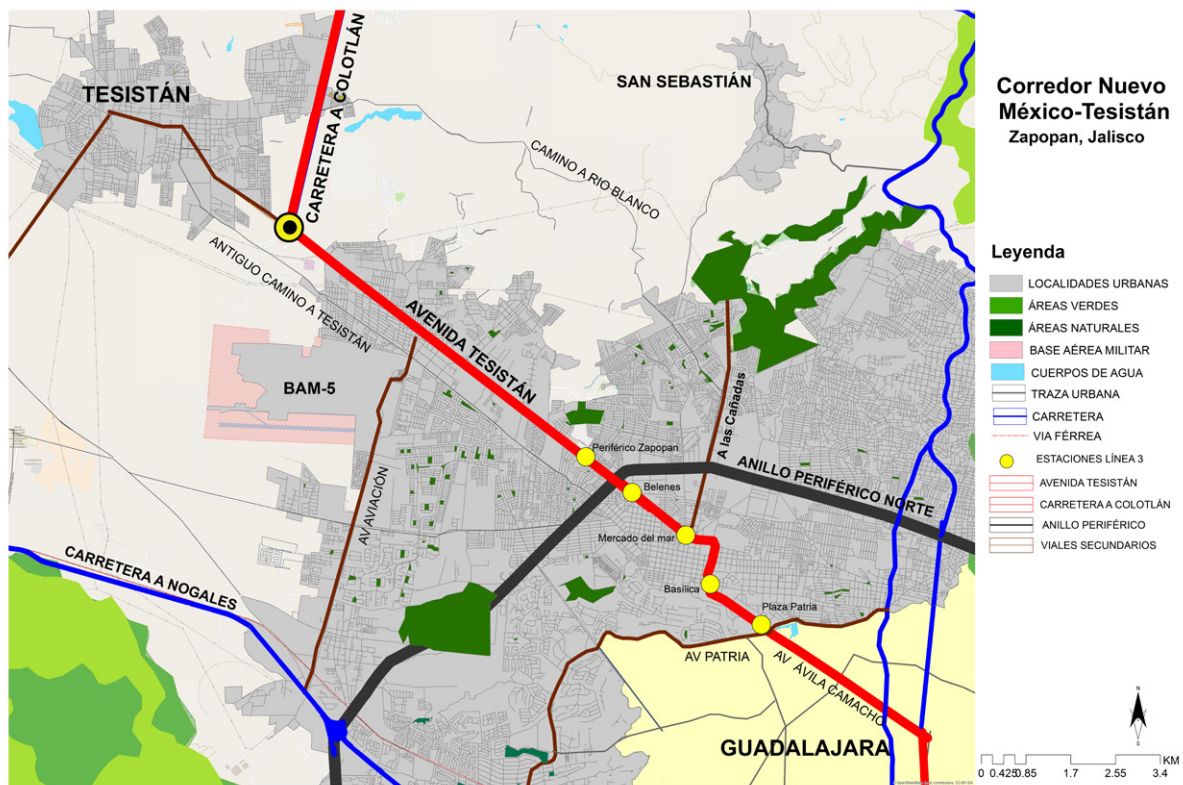 TESISTÁN
CARRETERA A COLOTLÁN
SAN SEBASTIÁN
CAMINO A RIO BLANCO
ANTIGUO CAMINO A TESISTÁN
AVENIDA TESISTÁN
BAM-5
A las Cañadas
Periférico Zapopan
ANILLO PERIFÉRICO NORTE
Belenes
AV AVIACIÓN
Mercado del mar
CARRETERA A NOGALES
Basílica
Plaza Patria
AV PATRIA
AV ÁVILA CAMACHO
GUADALAJARA
Corredor Nuevo
México-Tesistán
Zapopan, Jalisco
Leyenda
LOCALIDADES URBANAS
ÁREAS VERDES
ÁREAS NATURALES
BASE AÉREA MILITAR
CUERPOS DE AGUA
TRAZA URBANA
CARRETERA
VIA FÉRREA
ESTACIONES LÍNEA 3
AVENIDA TESISTÁN
CARRETERA A COLOTLÁN
ANILLO PERIFÉRICO
VIALES SECUNDARIOS
N
S
KM
0 0.425 0.85 1.7 2.55 3.4